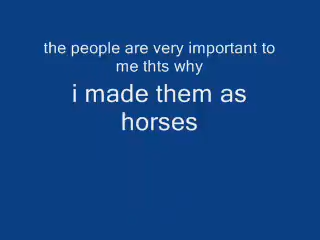 the people are very important to
me thts why
i made them as
horses